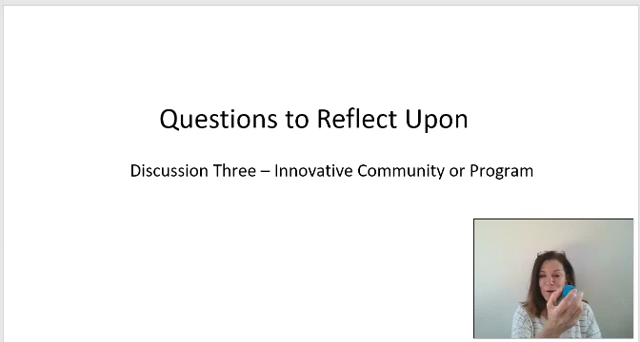 Questions to Reflect Upon
Discussion Three – Innovative Community or Program